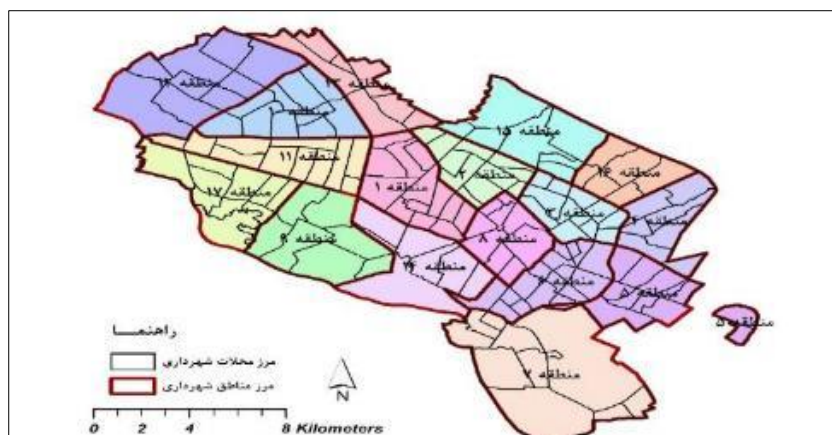 منطقه ۱۲
منطقه ۱۳
منطقه ۱۰
منطقه ۱۵
منطقه ۱۱
منطقه ۲
منطقه ۱۴
منطقه ۱
منطقه ۱۷
منطقه ۳
منطقه ۴
منطقه ۸
منطقه ۹
منطقه
منطقه ۶
منطقه ۵
منطقه ۵
منطقه ۷
راهنمــا
مرز محلات شهرداری
مرز مناطق شهرداری
N
0 2 4 8 Kilometers